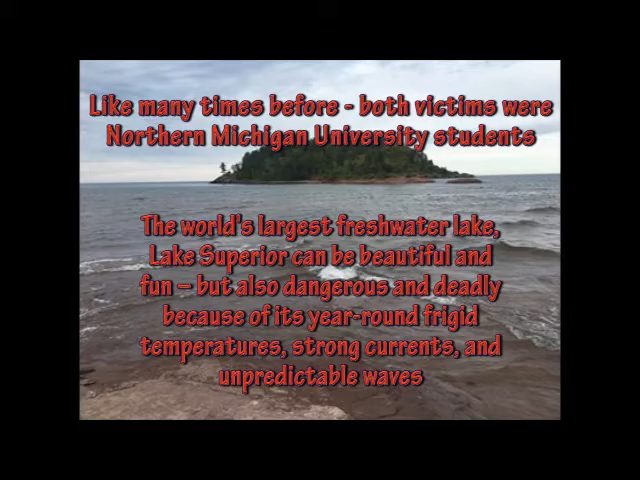 Like many times before - both victims were
Northern Michigan University students
The world's largest freshwater lake,
Lake Superior can be beautiful and
fun – but also dangerous and deadly
because of its year-round frigid
temperatures, strong currents, and
unpredictable waves